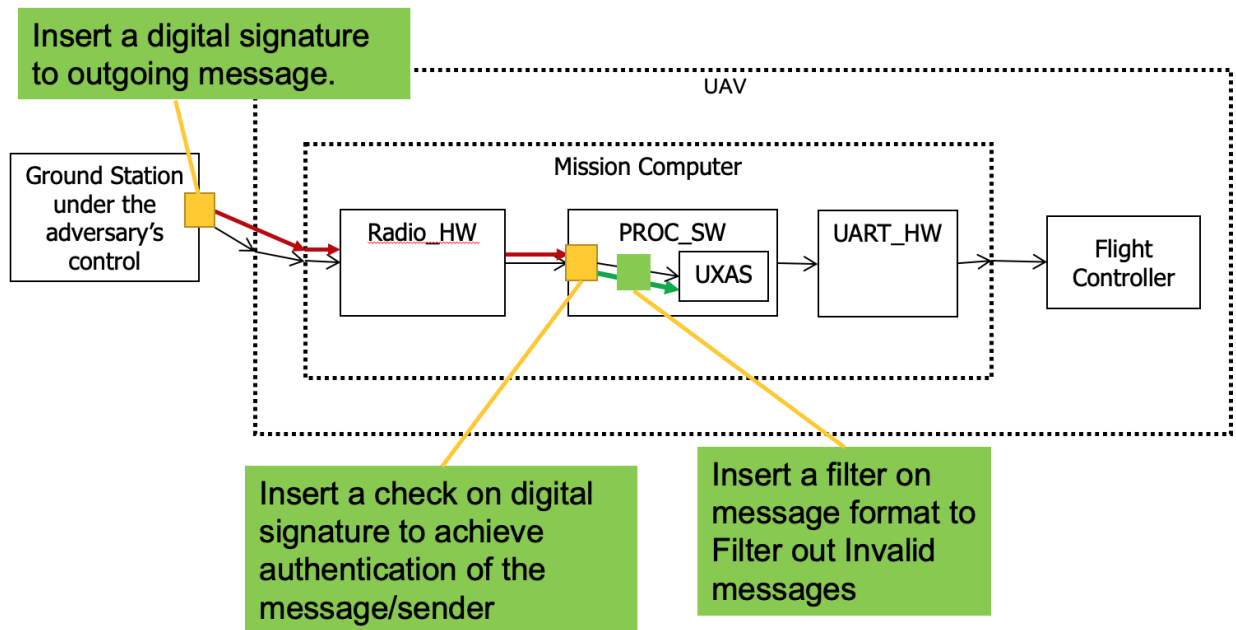 Insert a digital signature
to outgoing message.
UAV
Mission Computer
Ground Station
under the
adversary's
control
Radio_HW
PROC_SW
UXAS
UART_HW
Flight
Controller
Insert a check on digital
signature to achieve
authentication of the
message/sender
Insert a filter on
message format to
Filter out Invalid
messages